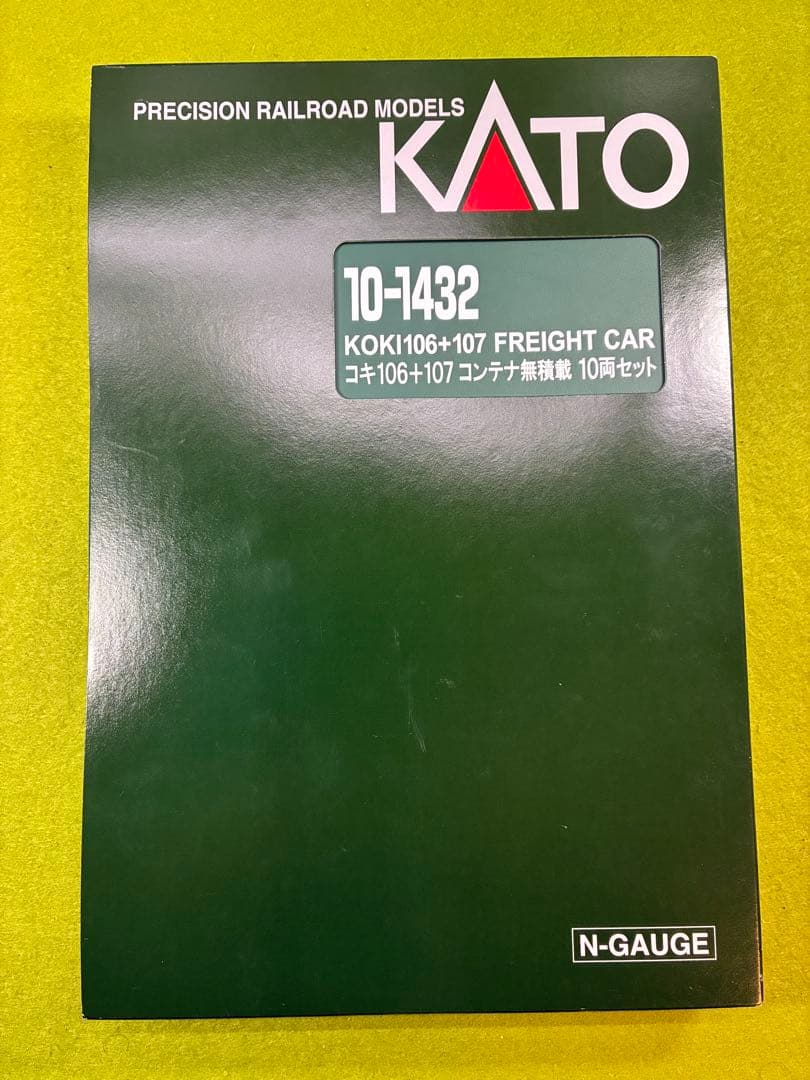 PRECISION RAILROAD MODELS
KATO
10-1432
KOKI106+107 FREIGHT CAR
コキ106+107 コンテナ無積載 10両セット
N-GAUGE